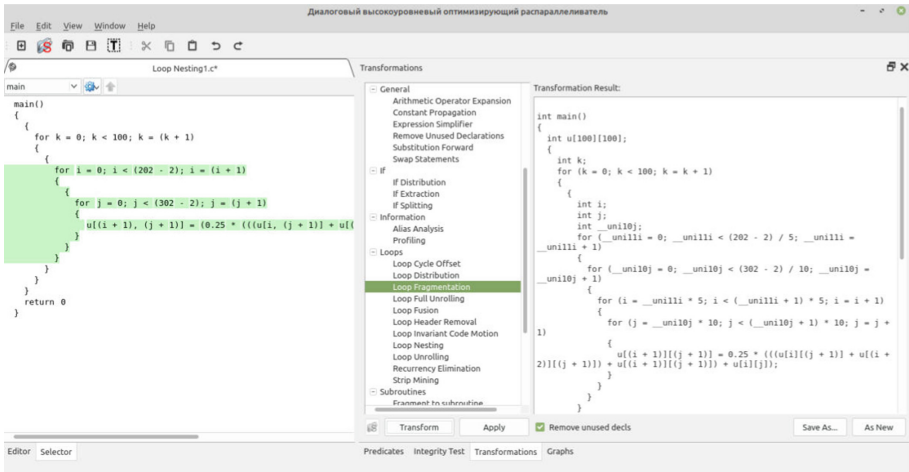 Диалоговый высокоуровневый оптимизирующий распараллеливатель
File Edit View Window Help
Loop Nesting1.c*
main
main()
{
{
for k = 0; k < 100; k = (k + 1)
{
{
for i = 0; i < (202 - 2); i = (i + 1)
{
{
for j = 0; j < (302 - 2); j = (j + 1)
{
u[(i + 1), (j + 1)] = (0.25 * (((u[i, (j + 1)] + u[(
}
}
}
}
}
}
return 0
}
Editor Selector
Transformations
General
Arithmetic Operator Expansion
Constant Propagation
Expression Simplifier
Remove Unused Declarations
Substitution Forward
Swap Statements
If
If Distribution
If Extraction
If Splitting
Information
Alias Analysis
Profiling
Loops
Loop Cycle Offset
Loop Distribution
Loop Fragmentation
Loop Full Unrolling
Loop Fusion
Loop Header Removal
Loop Invariant Code Motion
Loop Nesting
Loop Unrolling
Recurrency Elimination
Strip Mining
Subroutines
Fragment to subroutine
Transformation Result:
int main()
{
int u[100][100];
{
int k;
for (k = 0; k < 100; k = k + 1)
{
{
int i;
int j;
int __uni10j;
for (__uni11i = 0; __uni11i < (202 - 2) / 5; __uni11i =
__uni11i + 1)
{
for (__uni10j = 0; __uni10j < (302 - 2) / 10; __uni10j =
__uni10j + 1)
{
for (i = __uni11i * 5; i < (__uni11i + 1) * 5; i = i + 1)
{
for (j = __uni10j * 10; j < (__uni10j + 1) * 10; j = j +
1)
{
u[(i + 1)][(j + 1)] = 0.25 * (((u[i][(j + 1)] + u[(i +
2)][(j + 1)]) + u[(i + 1)][(j + 1)]) + u[i][j]);
}
}
}
}
Transform Apply Remove unused decls Save As... As New
Predicates Integrity Test Transformations Graphs